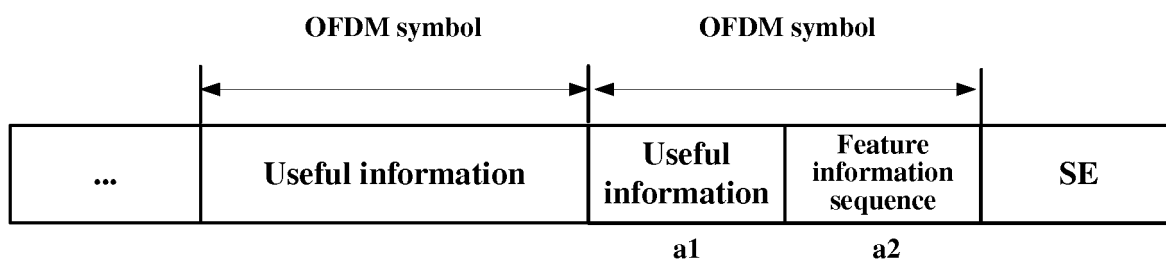 OFDM symbol
OFDM symbol
...
Useful information
Useful
information
Feature
information
sequence
SE
a1
a2